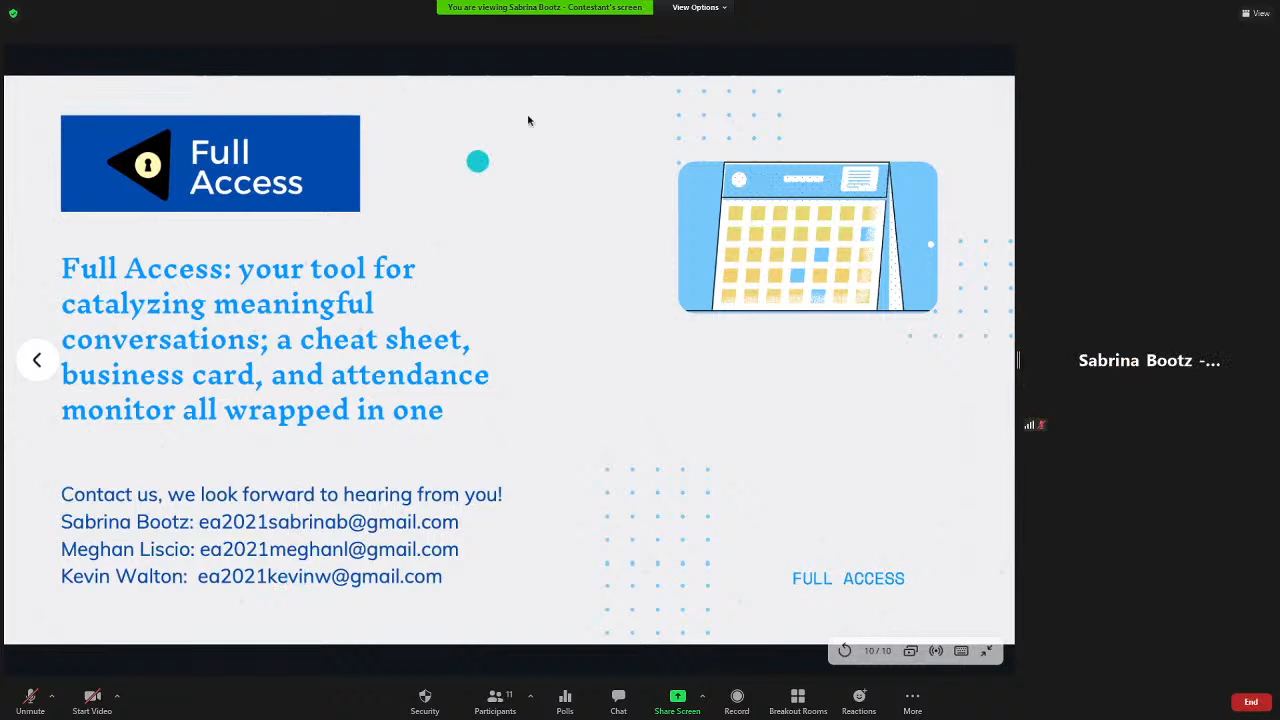 You are viewing Sabrina Bootz - Contestant's screen
View Options
View
Full
Access
Full Access: your tool for
catalyzing meaningful
conversations; a cheat sheet,
business card, and attendance
monitor all wrapped in one
Sabrina Bootz -...
Contact us, we look forward to hearing from you!
Sabrina Bootz: ea2021sabrinab@gmail.com
Meghan Liscio: ea2021meghanl@gmail.com
Kevin Walton: ea2021kevinw@gmail.com
FULL ACCESS
10 / 10
Unmute
Start Video
Security
Participants
11
Polls
Chat
Share Screen
Record
Breakout Rooms
Reactions
More
End